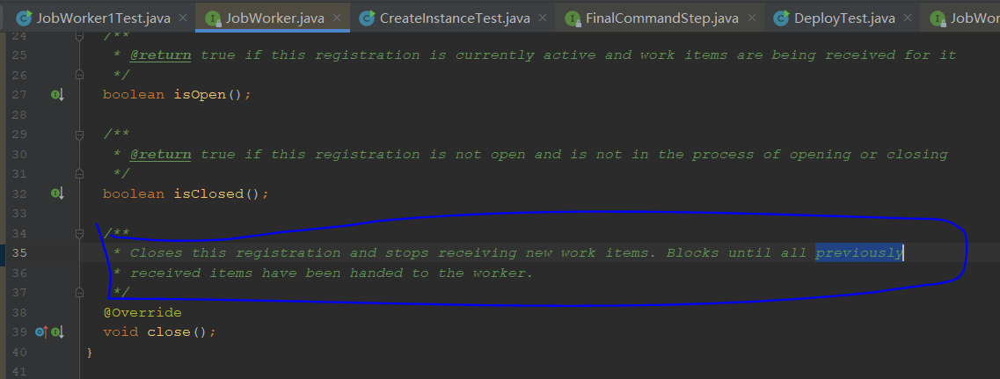 JobWorker1Test.java JobWorker.java CreateInstanceTest.java FinalCommandStep.java DeployTest.java JobWor
24 /**
25 * @return true if this registration is currently active and work items are being received for it
26 */
27 boolean isOpen();
28
29 /**
30 * @return true if this registration is not open and is not in the process of opening or closing
31 */
32 boolean isClosed();
33
34 /**
35 * Closes this registration and stops receiving new work items. Blocks until all previously
36 * received items have been handed to the worker.
37 */
38 @Override
39 void close();
40 }
41